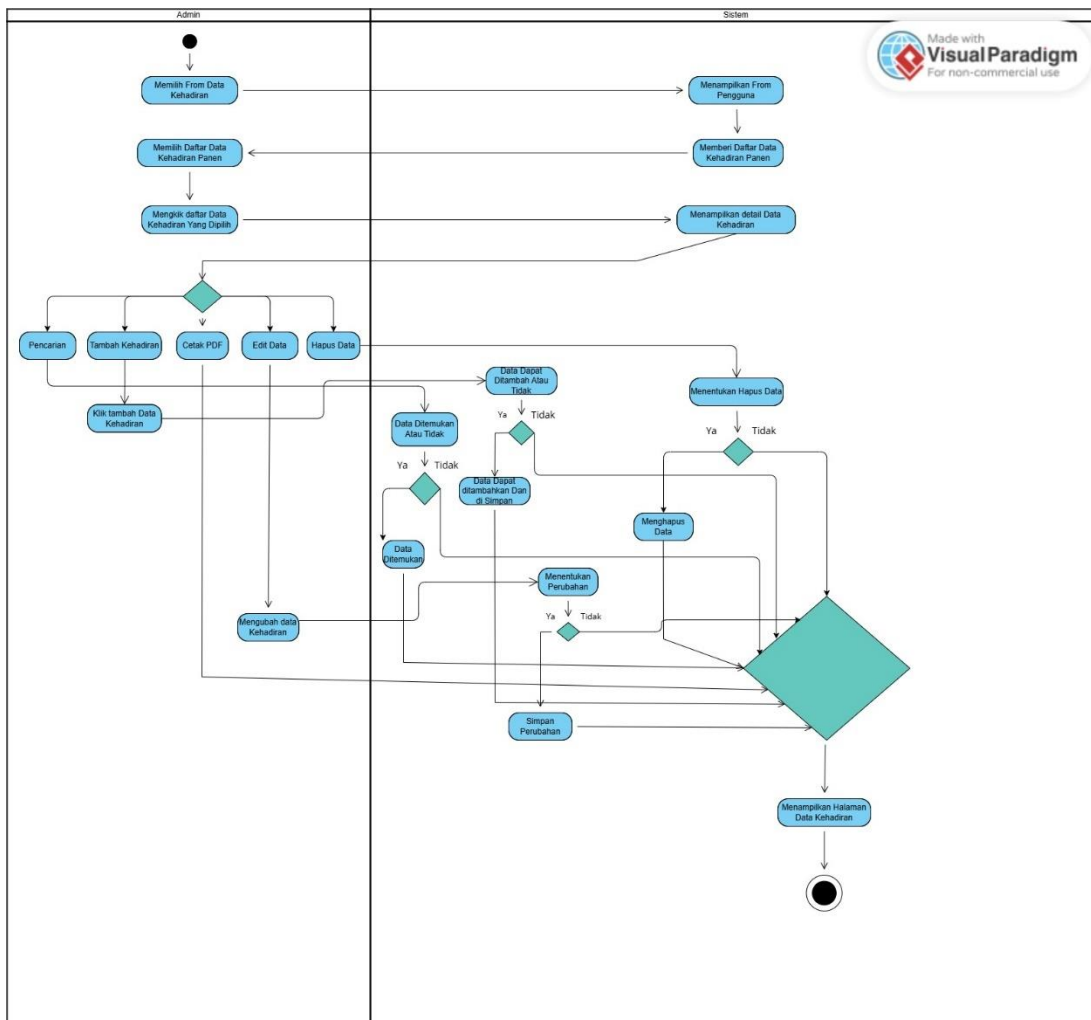 Admin
Sistem
Made with
Visual Paradigm
For non-commercial use
Memilih From Data
Kehadiran
Menampilkan From
Pengguna
Memilih Daftar Data
Kehadiran Panen
Memberi Daftar Data
Kehadiran Panen
Mengkik daftar Data
Kehadiran Yang Dipilih
Menampilkan detail Data
Kehadiran
Pencarian
Tambah Kehadiran
Cetak PDF
Edit Data
Hapus Data
Data Dapat
Ditambah Atau
Tidak
Menentukan Hapus Data
Klik tambah Data
Kehadiran
Data Ditemukan
Atau Tidak
Ya
Tidak
Ya
Tidak
Ya
Tidak
Data Dapat
ditambahkan Dan
di Simpan
Menghapus
Data
Data
Ditemukan
Menentukan
Perubahan
Ya
Tidak
Mengubah data
Kehadiran
Simpan
Perubahan
Menampilkan Halaman
Data Kehadiran